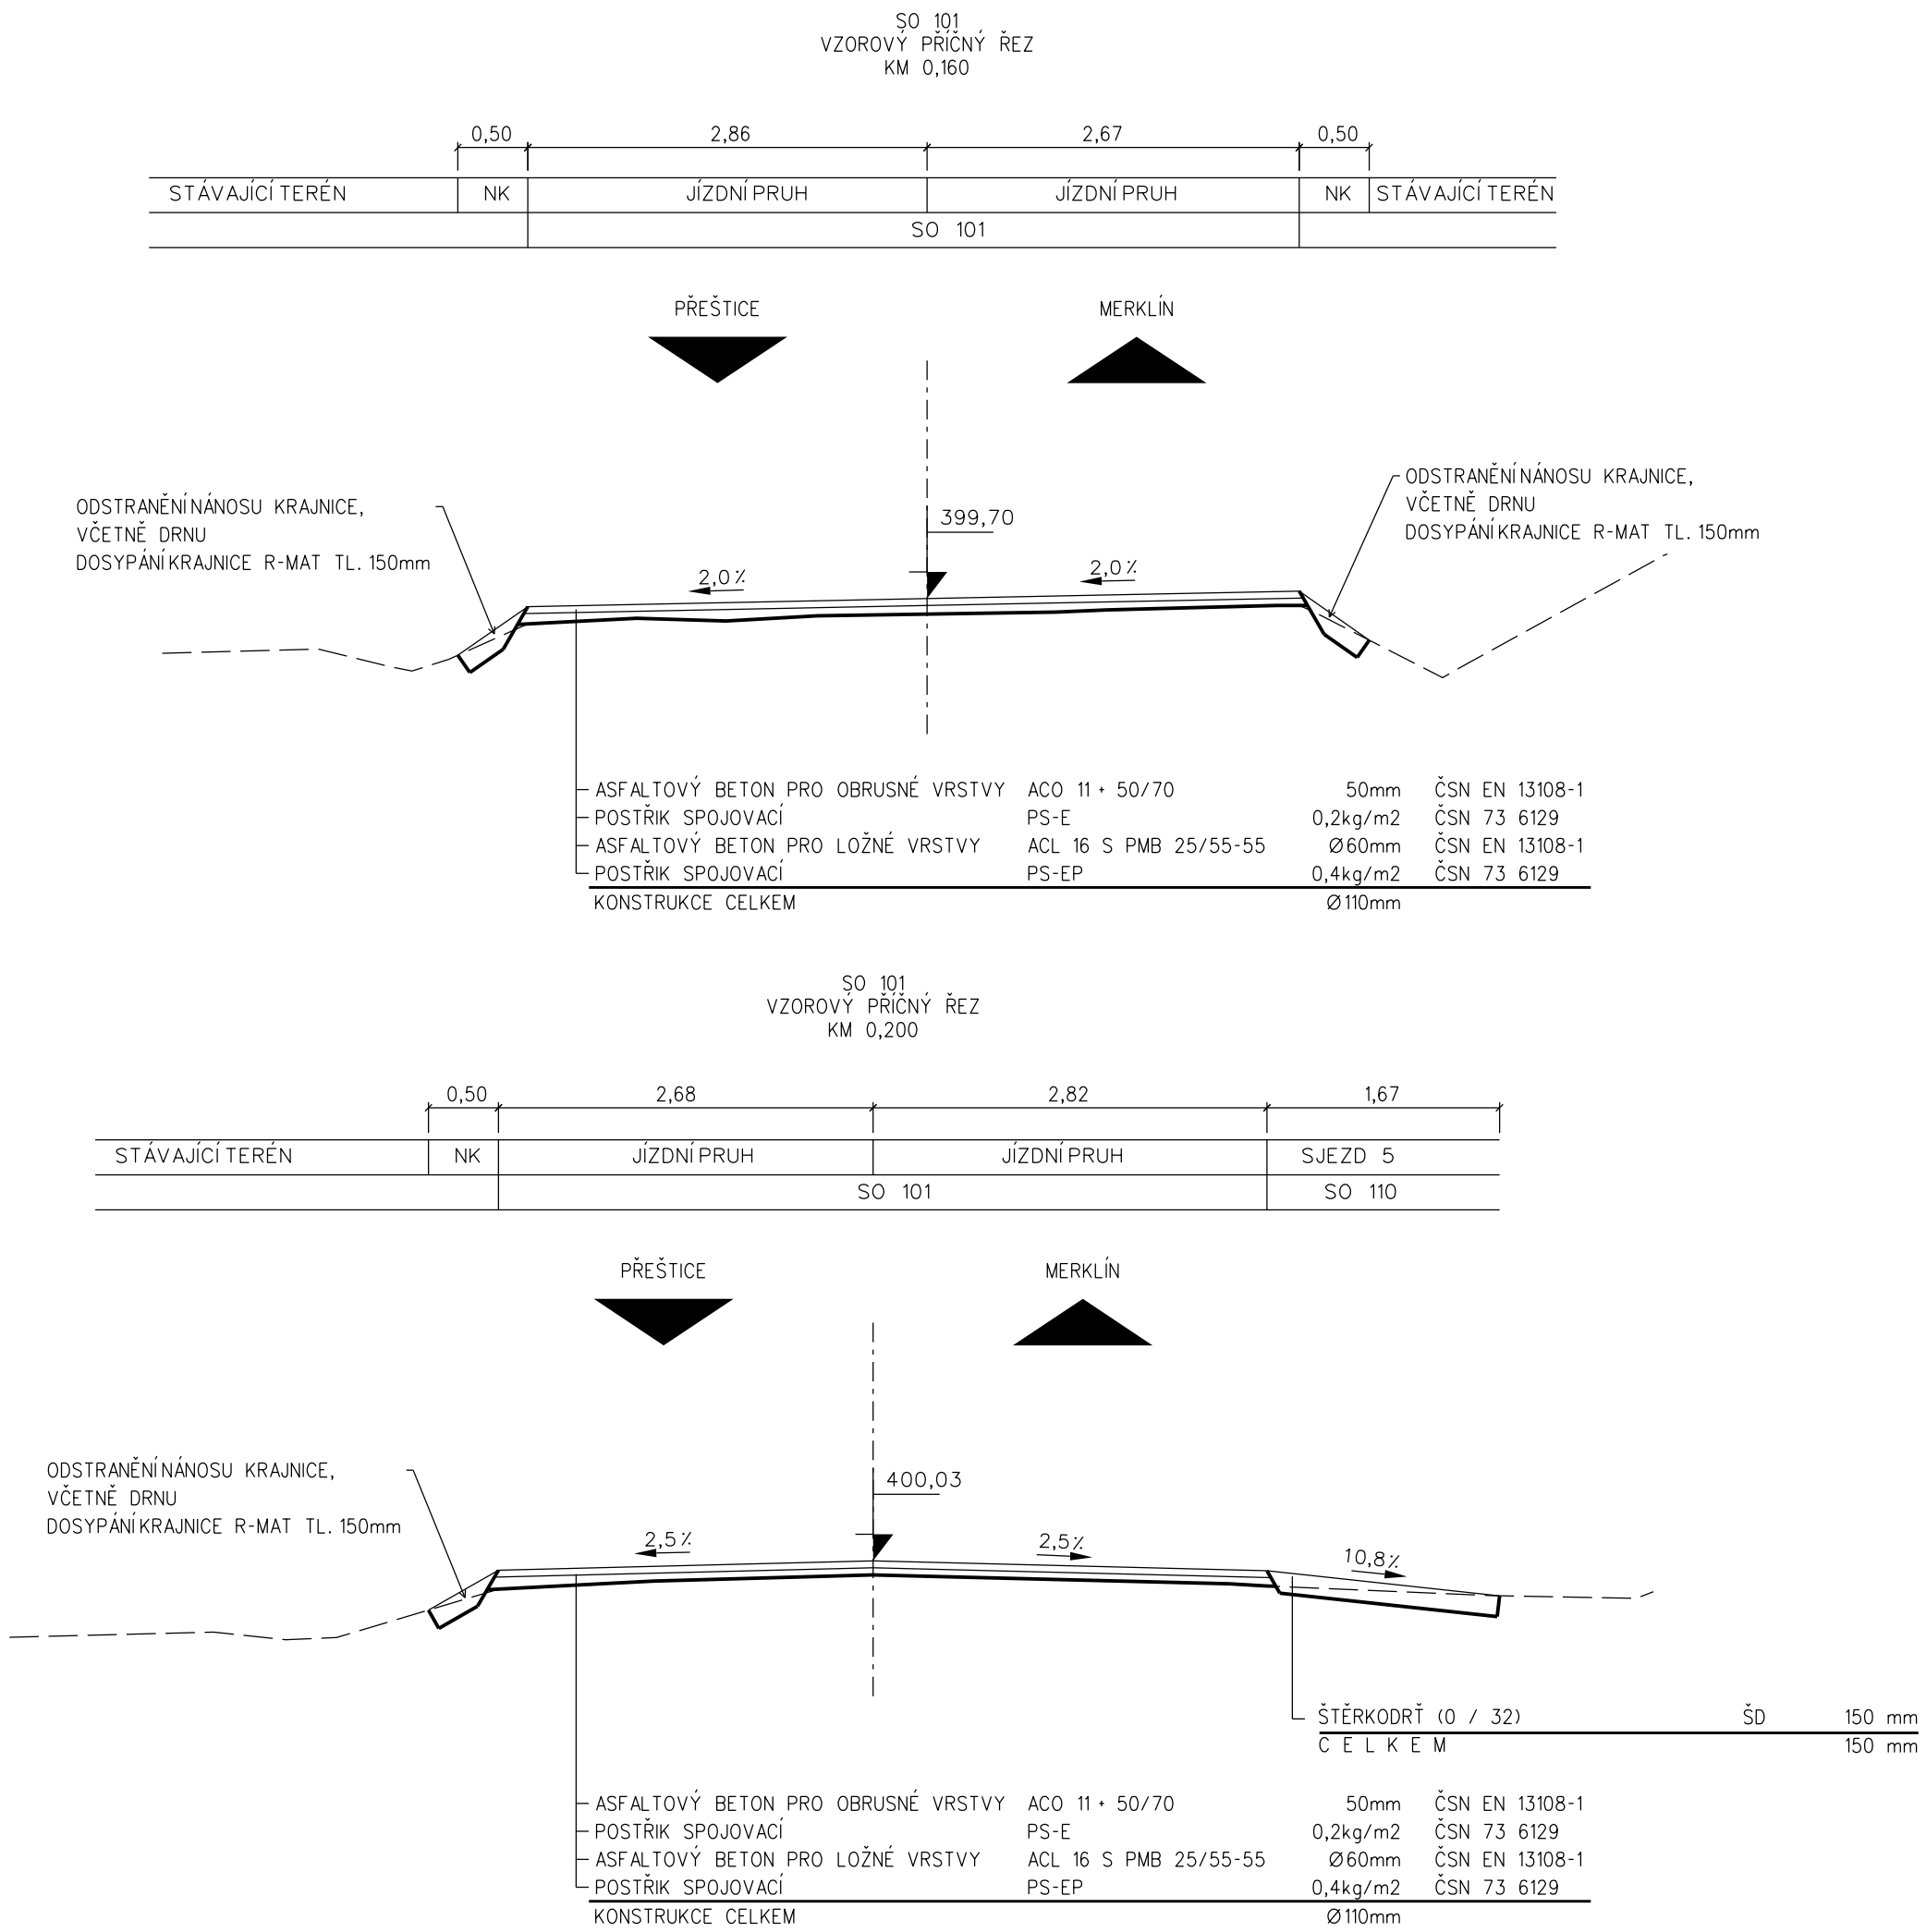 SO 101
VZOROVÝ PŘÍČNÝ ŘEZ
KM 0,160
0,50 2,86 2,67 0,50
STÁVAJÍCÍ TERÉN NK JÍZDNÍ PRUH JÍZDNÍ PRUH NK STÁVAJÍCÍ TERÉN
SO 101
PŘEŠTICE MERKLÍN
ODSTRANĚNÍ NÁNOSU KRAJNICE,
VČETNĚ DRNU
DOSYPÁNÍ KRAJNICE R-MAT TL. 150mm
399,70
ODSTRANĚNÍ NÁNOSU KRAJNICE,
VČETNĚ DRNU
DOSYPÁNÍ KRAJNICE R-MAT TL. 150mm
2,0% 2,0%
ASFALTOVÝ BETON PRO OBRUSNÉ VRSTVY ACO 11 + 50/70 50mm ČSN EN 13108-1
POSTŘIK SPOJOVACÍ PS-E 0,2kg/m2 ČSN 73 6129
ASFALTOVÝ BETON PRO LOŽNÉ VRSTVY ACL 16 S PMB 25/55-55 Ø60mm ČSN EN 13108-1
POSTŘIK SPOJOVACÍ PS-EP 0,4kg/m2 ČSN 73 6129
KONSTRUKCE CELKEM Ø110mm
SO 101
VZOROVÝ PŘÍČNÝ ŘEZ
KM 0,200
0,50 2,68 2,82 1,67
STÁVAJÍCÍ TERÉN NK JÍZDNÍ PRUH JÍZDNÍ PRUH SJEZD 5
SO 101 SO 110
PŘEŠTICE MERKLÍN
ODSTRANĚNÍ NÁNOSU KRAJNICE,
VČETNĚ DRNU
DOSYPÁNÍ KRAJNICE R-MAT TL. 150mm
400,03
2,5% 2,5% 10,8%
ŠTĚRKODRŤ (0 / 32) ŠD 150 mm
C E L K E M 150 mm
ASFALTOVÝ BETON PRO OBRUSNÉ VRSTVY ACO 11 + 50/70 50mm ČSN EN 13108-1
POSTŘIK SPOJOVACÍ PS-E 0,2kg/m2 ČSN 73 6129
ASFALTOVÝ BETON PRO LOŽNÉ VRSTVY ACL 16 S PMB 25/55-55 Ø60mm ČSN EN 13108-1
POSTŘIK SPOJOVACÍ PS-EP 0,4kg/m2 ČSN 73 6129
KONSTRUKCE CELKEM Ø110mm